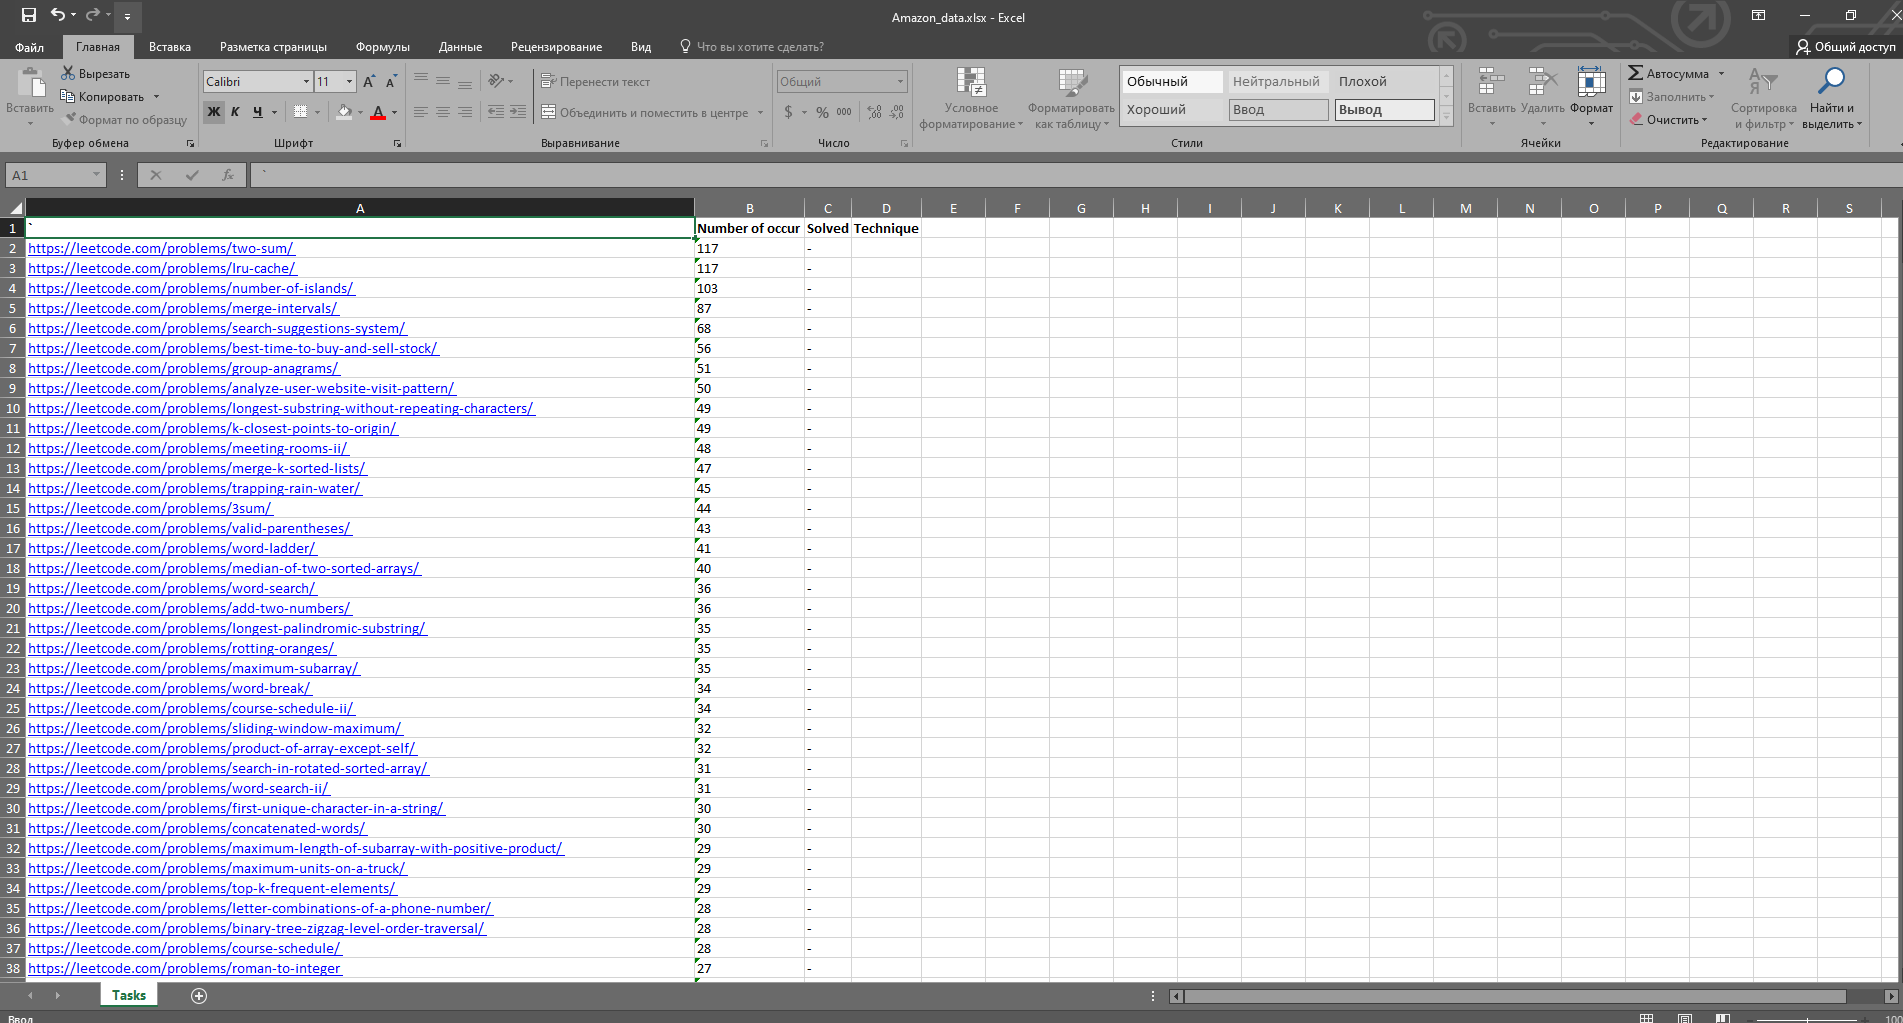 Amazon_data.xlsx - Excel
Файл Главная Вставка Разметка страницы Формулы Данные Рецензирование Вид Что вы хотите сделать? Общий доступ
Вставить
Вырезать
Копировать
Формат по образцу
Буфер обмена
Calibri 11
Ж К Ч
Шрифт
Перенести текст
Объединить и поместить в центре
Выравнивание
Общий
$ % 000
Число
Условное форматирование
Форматировать как таблицу
Обычный Нейтральный Плохой
Хороший Ввод Вывод
Стили
Вставить Удалить Формат
Ячейки
Автосумма
Заполнить
Очистить
Сортировка и фильтр
Найти и выделить
Редактирование
A1 fx `
A B C D E F G H I J K L M N O P Q R S
1 ` Number of occur Solved Technique
2 https://leetcode.com/problems/two-sum/ 117 -
3 https://leetcode.com/problems/lru-cache/ 117 -
4 https://leetcode.com/problems/number-of-islands/ 103 -
5 https://leetcode.com/problems/merge-intervals/ 87 -
6 https://leetcode.com/problems/search-suggestions-system/ 68 -
7 https://leetcode.com/problems/best-time-to-buy-and-sell-stock/ 56 -
8 https://leetcode.com/problems/group-anagrams/ 51 -
9 https://leetcode.com/problems/analyze-user-website-visit-pattern/ 50 -
10 https://leetcode.com/problems/longest-substring-without-repeating-characters/ 49 -
11 https://leetcode.com/problems/k-closest-points-to-origin/ 49 -
12 https://leetcode.com/problems/meeting-rooms-ii/ 48 -
13 https://leetcode.com/problems/merge-k-sorted-lists/ 47 -
14 https://leetcode.com/problems/trapping-rain-water/ 45 -
15 https://leetcode.com/problems/3sum/ 44 -
16 https://leetcode.com/problems/valid-parentheses/ 43 -
17 https://leetcode.com/problems/word-ladder/ 41 -
18 https://leetcode.com/problems/median-of-two-sorted-arrays/ 40 -
19 https://leetcode.com/problems/word-search/ 36 -
20 https://leetcode.com/problems/add-two-numbers/ 36 -
21 https://leetcode.com/problems/longest-palindromic-substring/ 35 -
22 https://leetcode.com/problems/rotting-oranges/ 35 -
23 https://leetcode.com/problems/maximum-subarray/ 35 -
24 https://leetcode.com/problems/word-break/ 34 -
25 https://leetcode.com/problems/course-schedule-ii/ 34 -
26 https://leetcode.com/problems/sliding-window-maximum/ 32 -
27 https://leetcode.com/problems/product-of-array-except-self/ 32 -
28 https://leetcode.com/problems/search-in-rotated-sorted-array/ 31 -
29 https://leetcode.com/problems/word-search-ii/ 31 -
30 https://leetcode.com/problems/first-unique-character-in-a-string/ 30 -
31 https://leetcode.com/problems/concatenated-words/ 30 -
32 https://leetcode.com/problems/maximum-length-of-subarray-with-positive-product/ 29 -
33 https://leetcode.com/problems/maximum-units-on-a-truck/ 29 -
34 https://leetcode.com/problems/top-k-frequent-elements/ 29 -
35 https://leetcode.com/problems/letter-combinations-of-a-phone-number/ 28 -
36 https://leetcode.com/problems/binary-tree-zigzag-level-order-traversal/ 28 -
37 https://leetcode.com/problems/course-schedule/ 28 -
38 https://leetcode.com/problems/roman-to-integer 27 -
Tasks
Ввод 100